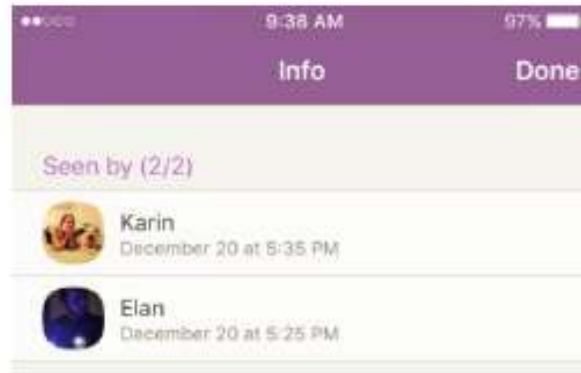 9:38 AM 97%
Info Done
Seen by (2/2)
Karin
December 20 at 5:35 PM
Elan
December 20 at 5:25 PM